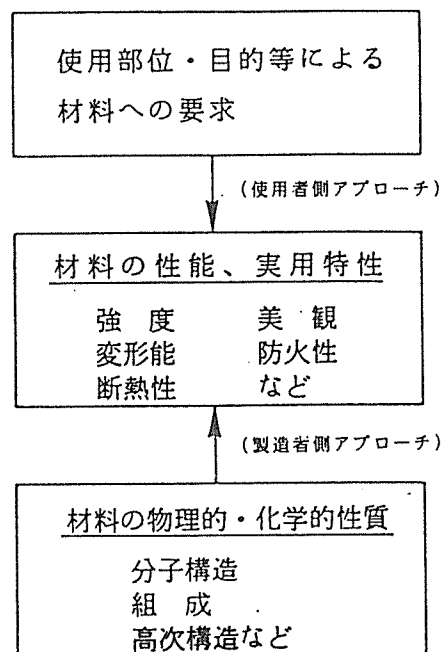 使用部位・目的等による
材料への要求
(使用者側アプローチ)
材料の性能、実用特性
強度 美観
変形能 防火性
断熱性 など
(製造者側アプローチ)
材料の物理的・化学的性質
分子構造
組成
高次構造など